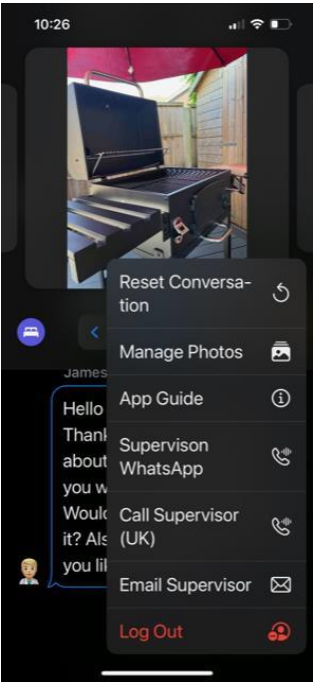 10:26
Reset Conversa-
tion
Manage Photos
James
App Guide
Hello
Thank
about
you w
Would
it? Als
you lik
Supervison
WhatsApp
Call Supervisor
(UK)
Email Supervisor
Log Out